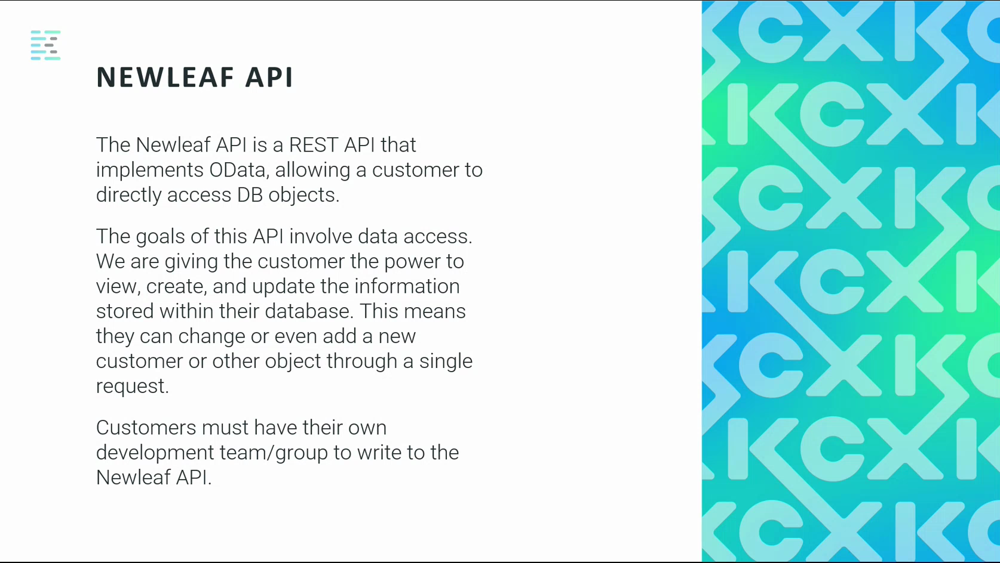 NEWLEAF API
The Newleaf API is a REST API that
implements OData, allowing a customer to
directly access DB objects.
The goals of this API involve data access.
We are giving the customer the power to
view, create, and update the information
stored within their database. This means
they can change or even add a new
customer or other object through a single
request.
Customers must have their own
development team/group to write to the
Newleaf API.